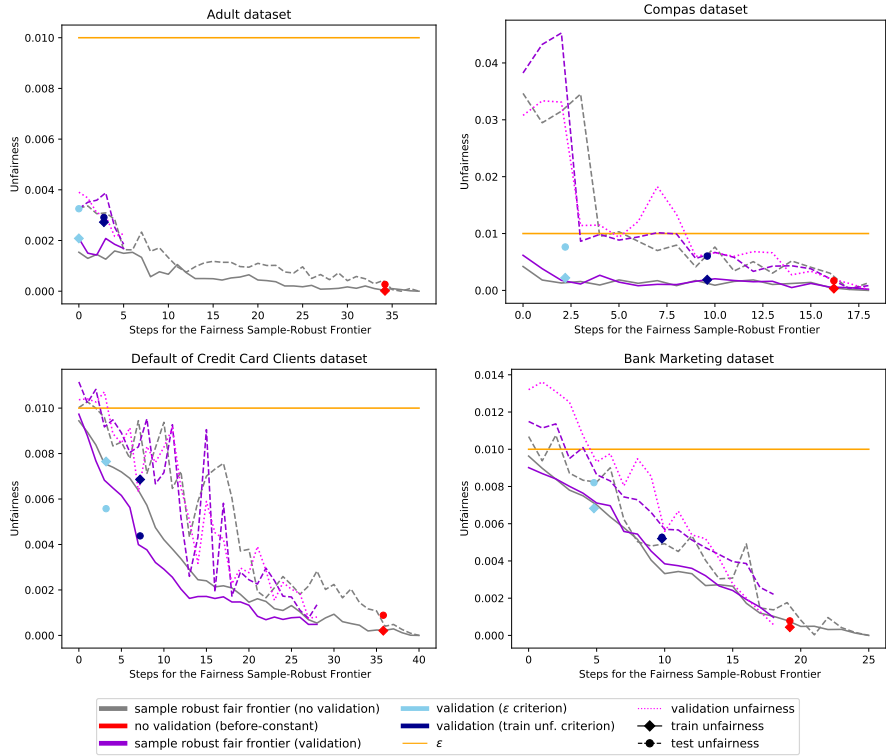 Adult dataset
0.010
0.008
0.006
0.004
0.002
0.000
Unfairness
0 5 10 15 20 25 30 35
Steps for the Fairness Sample-Robust Frontier
Compas dataset
0.04
0.03
0.02
0.01
0.00
Unfairness
0.0 2.5 5.0 7.5 10.0 12.5 15.0 17.5
Steps for the Fairness Sample-Robust Frontier
Default of Credit Card Clients dataset
0.010
0.008
0.006
0.004
0.002
0.000
Unfairness
0 5 10 15 20 25 30 35 40
Steps for the Fairness Sample-Robust Frontier
Bank Marketing dataset
0.014
0.012
0.010
0.008
0.006
0.004
0.002
0.000
Unfairness
0 5 10 15 20 25
Steps for the Fairness Sample-Robust Frontier
sample robust fair frontier (no validation)
no validation (before-constant)
sample robust fair frontier (validation)
validation (ε criterion)
validation (train unf. criterion)
ε
validation unfairness
train unfairness
test unfairness